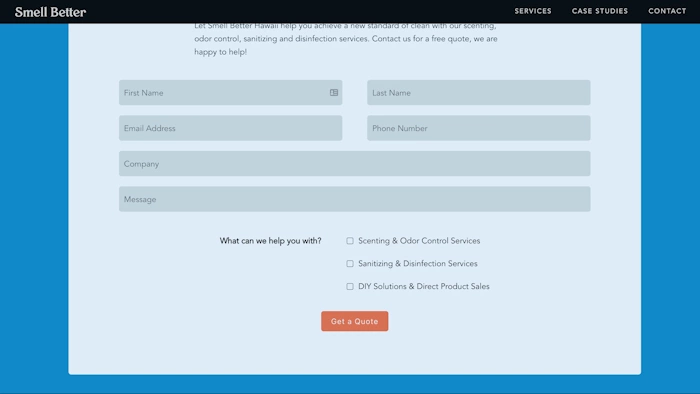 Smell Better
SERVICES CASE STUDIES CONTACT
Let Smell Better Hawaii help you achieve a new standard of clean with our scenting,
odor control, sanitizing and disinfection services. Contact us for a free quote, we are
happy to help!
First Name
Last Name
Email Address
Phone Number
Company
Message
What can we help you with?
Scenting & Odor Control Services
Sanitizing & Disinfection Services
DIY Solutions & Direct Product Sales
Get a Quote